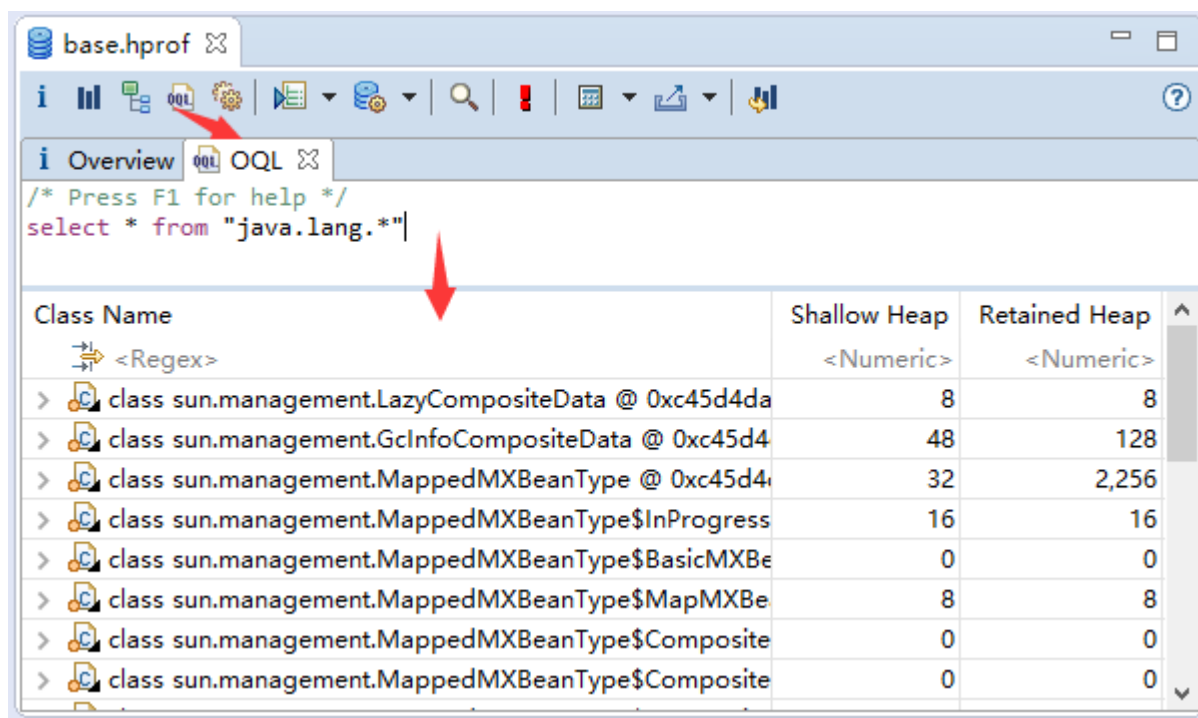 base.hprof
i OQL
i Overview OQL OQL
/* Press F1 for help */
select * from "java.lang.*"
Class Name Shallow Heap Retained Heap
<Regex> <Numeric> <Numeric>
class sun.management.LazyCompositeData @ 0xc45d4da 8 8
class sun.management.GcInfoCompositeData @ 0xc45d4 48 128
class sun.management.MappedMXBeanType @ 0xc45d4 32 2,256
class sun.management.MappedMXBeanType$InProgress 16 16
class sun.management.MappedMXBeanType$BasicMXBe 0 0
class sun.management.MappedMXBeanType$MapMXBe 8 8
class sun.management.MappedMXBeanType$Composite 0 0
class sun.management.MappedMXBeanType$Composite 0 0